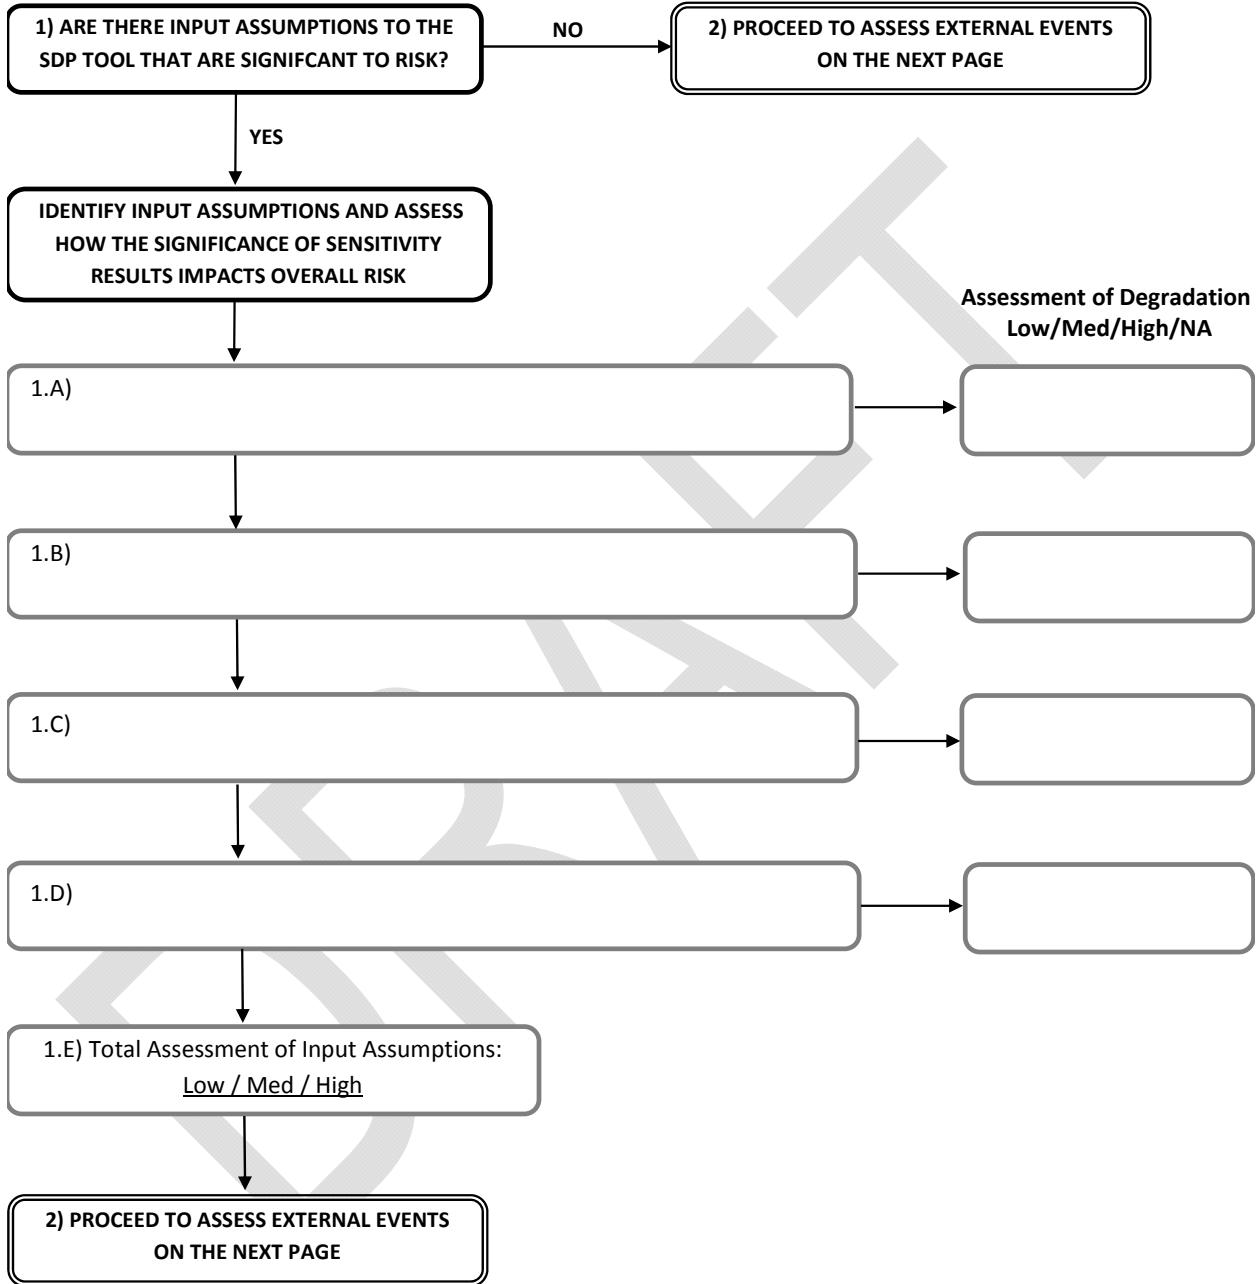 1) ARE THERE INPUT ASSUMPTIONS TO THE
SDP TOOL THAT ARE SIGNIFCANT TO RISK?
NO
2) PROCEED TO ASSESS EXTERNAL EVENTS
ON THE NEXT PAGE
YES
IDENTIFY INPUT ASSUMPTIONS AND ASSESS
HOW THE SIGNIFICANCE OF SENSITIVITY
RESULTS IMPACTS OVERALL RISK
Assessment of Degradation
Low/Med/High/NA
1.A)
1.B)
1.C)
1.D)
1.E) Total Assessment of Input Assumptions:
Low / Med / High
2) PROCEED TO ASSESS EXTERNAL EVENTS
ON THE NEXT PAGE
DRAFT